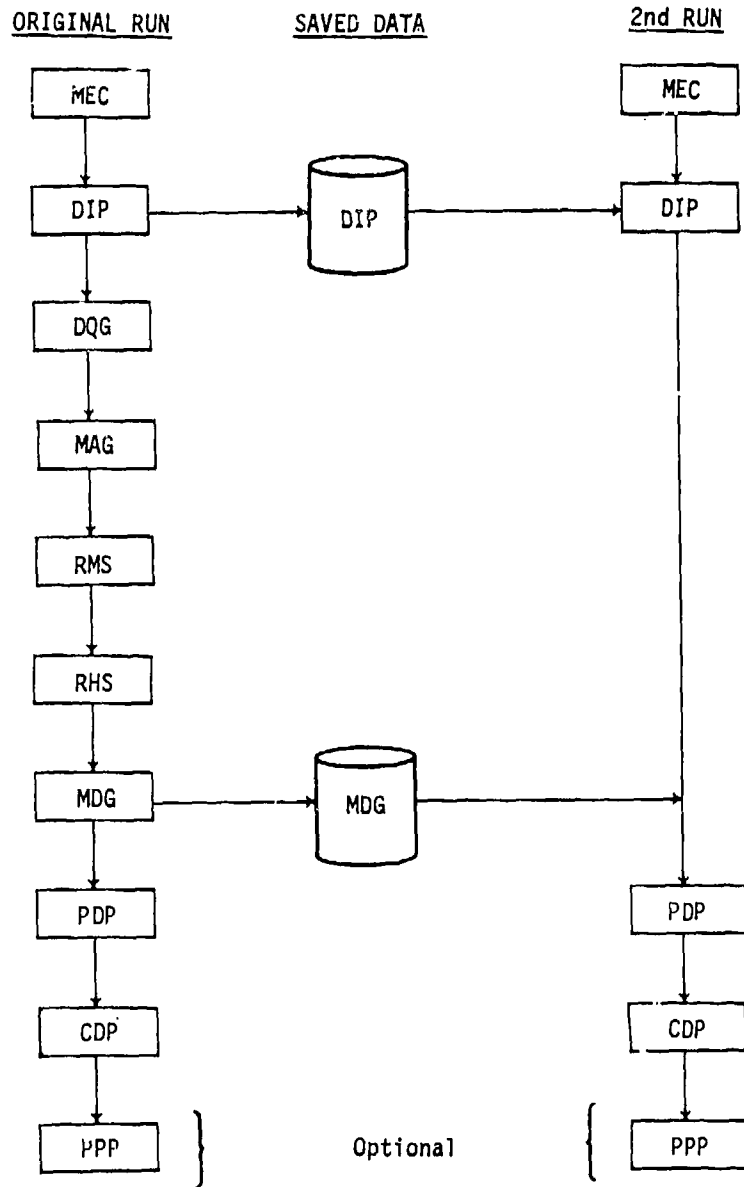 ORIGINAL RUN SAVED DATA 2nd RUN
MEC MEC
DIP DIP DIP
DQG
MAG
RMS
RHS
MDG MDG
PDP PDP
CDP CDP
PPP Optional PPP